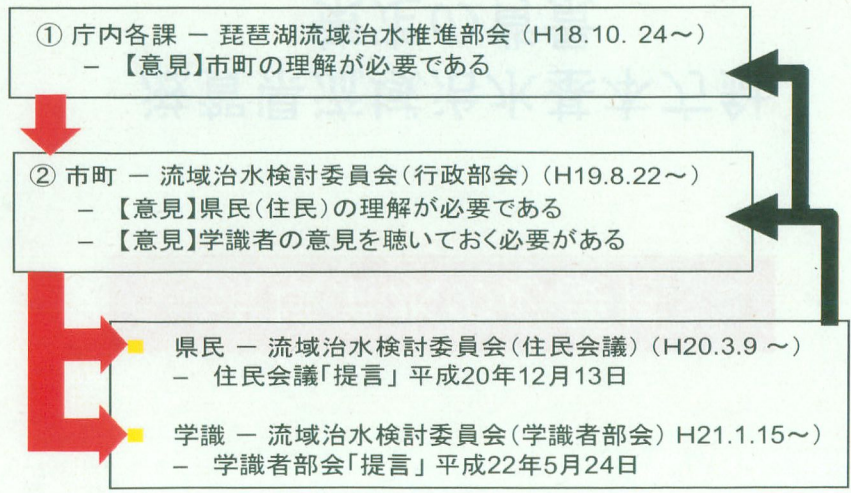 ① 庁内各課 － 琵琶湖流域治水推進部会 (H18.10. 24～)
－ 【意見】市町の理解が必要である
② 市町 － 流域治水検討委員会(行政部会) (H19.8.22～)
－ 【意見】県民(住民)の理解が必要である
－ 【意見】学識者の意見を聴いておく必要がある
県民 － 流域治水検討委員会(住民会議) (H20.3.9 ～)
－ 住民会議「提言」 平成20年12月13日
学識 － 流域治水検討委員会(学識者部会) H21.1.15～)
－ 学識者部会「提言」 平成22年5月24日